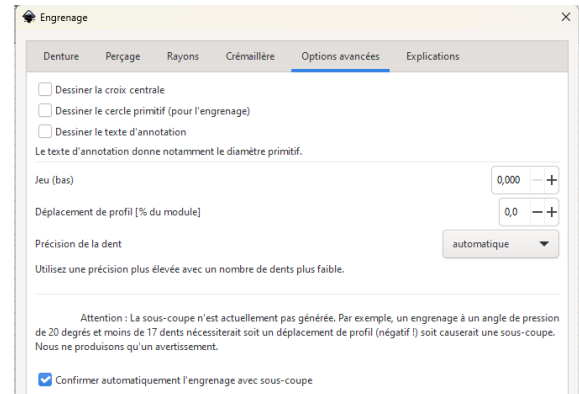 Engrenage
Denture Perçage Rayons Crémaillère Options avancées Explications
Dessiner la croix centrale
Dessiner le cercle primitif (pour l'engrenage)
Dessiner le texte d'annotation
Le texte d'annotation donne notamment le diamètre primitif.
Jeu (bas) 0,000
Déplacement de profil [% du module] 0,0
Précision de la dent automatique
Utilisez une précision plus élevée avec un nombre de dents plus faible.
Attention : La sous-coupe n'est actuellement pas générée. Par exemple, un engrenage à un angle de pression
de 20 degrés et moins de 17 dents nécessiterait soit un déplacement de profil (négatif !) soit causerait une sous-coupe.
Nous ne produisons qu'un avertissement.
Confirmer automatiquement l'engrenage avec sous-coupe